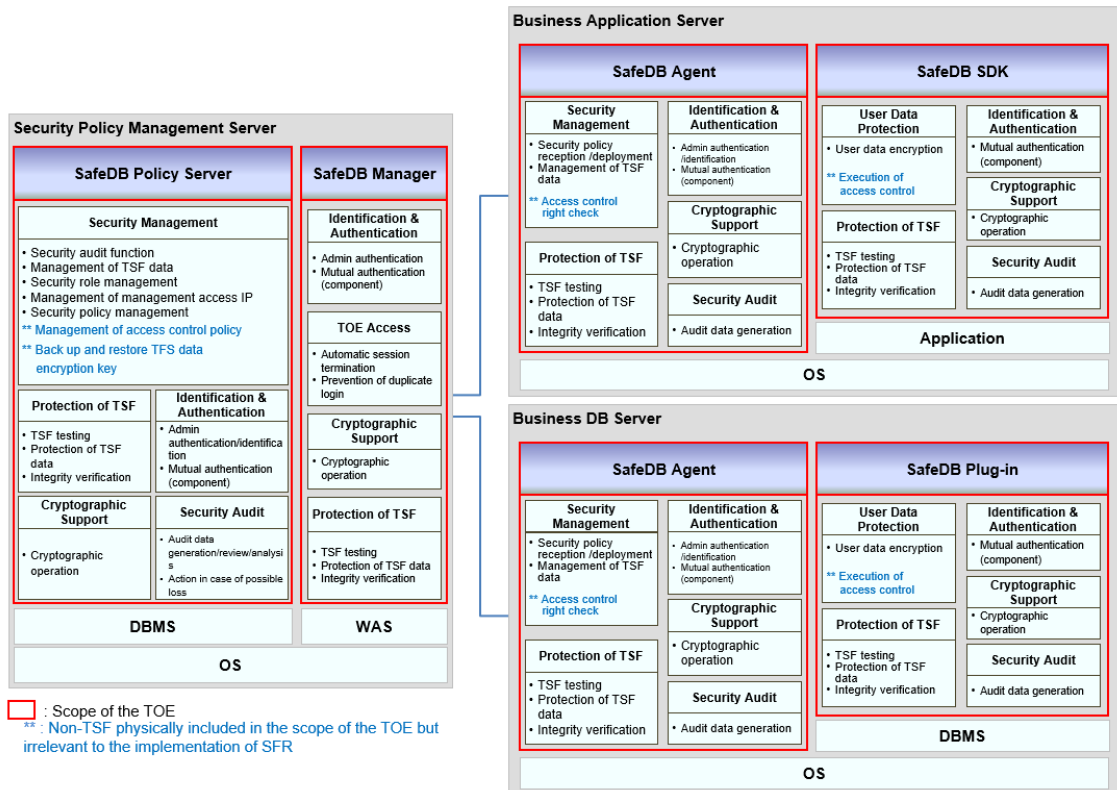 Security Policy Management Server
SafeDB Policy Server
Security Management
• Security audit function
• Management of TSF data
• Security role management
• Management of management access IP
• Security policy management
** Management of access control policy
** Back up and restore TFS data
encryption key
Protection of TSF
• TSF testing
• Protection of TSF
data
• Integrity verification
Identification &
Authentication
• Admin
authentication/identifica
tion
• Mutual authentication
(component)
Cryptographic
Support
• Cryptographic
operation
Security Audit
• Audit data
generation/review/analysi
s
• Action in case of possible
loss
DBMS
SafeDB Manager
Identification &
Authentication
• Admin authentication
• Mutual authentication
(component)
TOE Access
• Automatic session
termination
• Prevention of duplicate
login
Cryptographic
Support
• Cryptographic
operation
Protection of TSF
• TSF testing
• Protection of TSF data
• Integrity verification
WAS
OS
: Scope of the TOE
** : Non-TSF physically included in the scope of the TOE but
irrelevant to the implementation of SFR
Business Application Server
SafeDB Agent
Security
Management
• Security policy
reception /deployment
• Management of TSF
data
** Access control
right check
Protection of TSF
• TSF testing
• Protection of TSF
data
• Integrity verification
Identification &
Authentication
• Admin authentication
/identification
• Mutual authentication
(component)
Cryptographic
Support
• Cryptographic
operation
Security Audit
• Audit data generation
SafeDB SDK
User Data
Protection
• User data encryption
** Execution of
access control
Protection of TSF
• TSF testing
• Protection of TSF
data
• Integrity verification
Identification &
Authentication
• Mutual authentication
(component)
Cryptographic
Support
• Cryptographic
operation
Security Audit
• Audit data generation
Application
OS
Business DB Server
SafeDB Agent
Security
Management
• Security policy
reception /deployment
• Management of TSF
data
** Access control
right check
Protection of TSF
• TSF testing
• Protection of TSF
data
• Integrity verification
Identification &
Authentication
• Admin authentication
/identification
• Mutual authentication
(component)
Cryptographic
Support
• Cryptographic
operation
Security Audit
• Audit data generation
SafeDB Plug-in
User Data
Protection
• User data encryption
** Execution of
access control
Protection of TSF
• TSF testing
• Protection of TSF
data
• Integrity verification
Identification &
Authentication
• Mutual authentication
(component)
Cryptographic
Support
• Cryptographic
operation
Security Audit
• Audit data generation
DBMS
OS